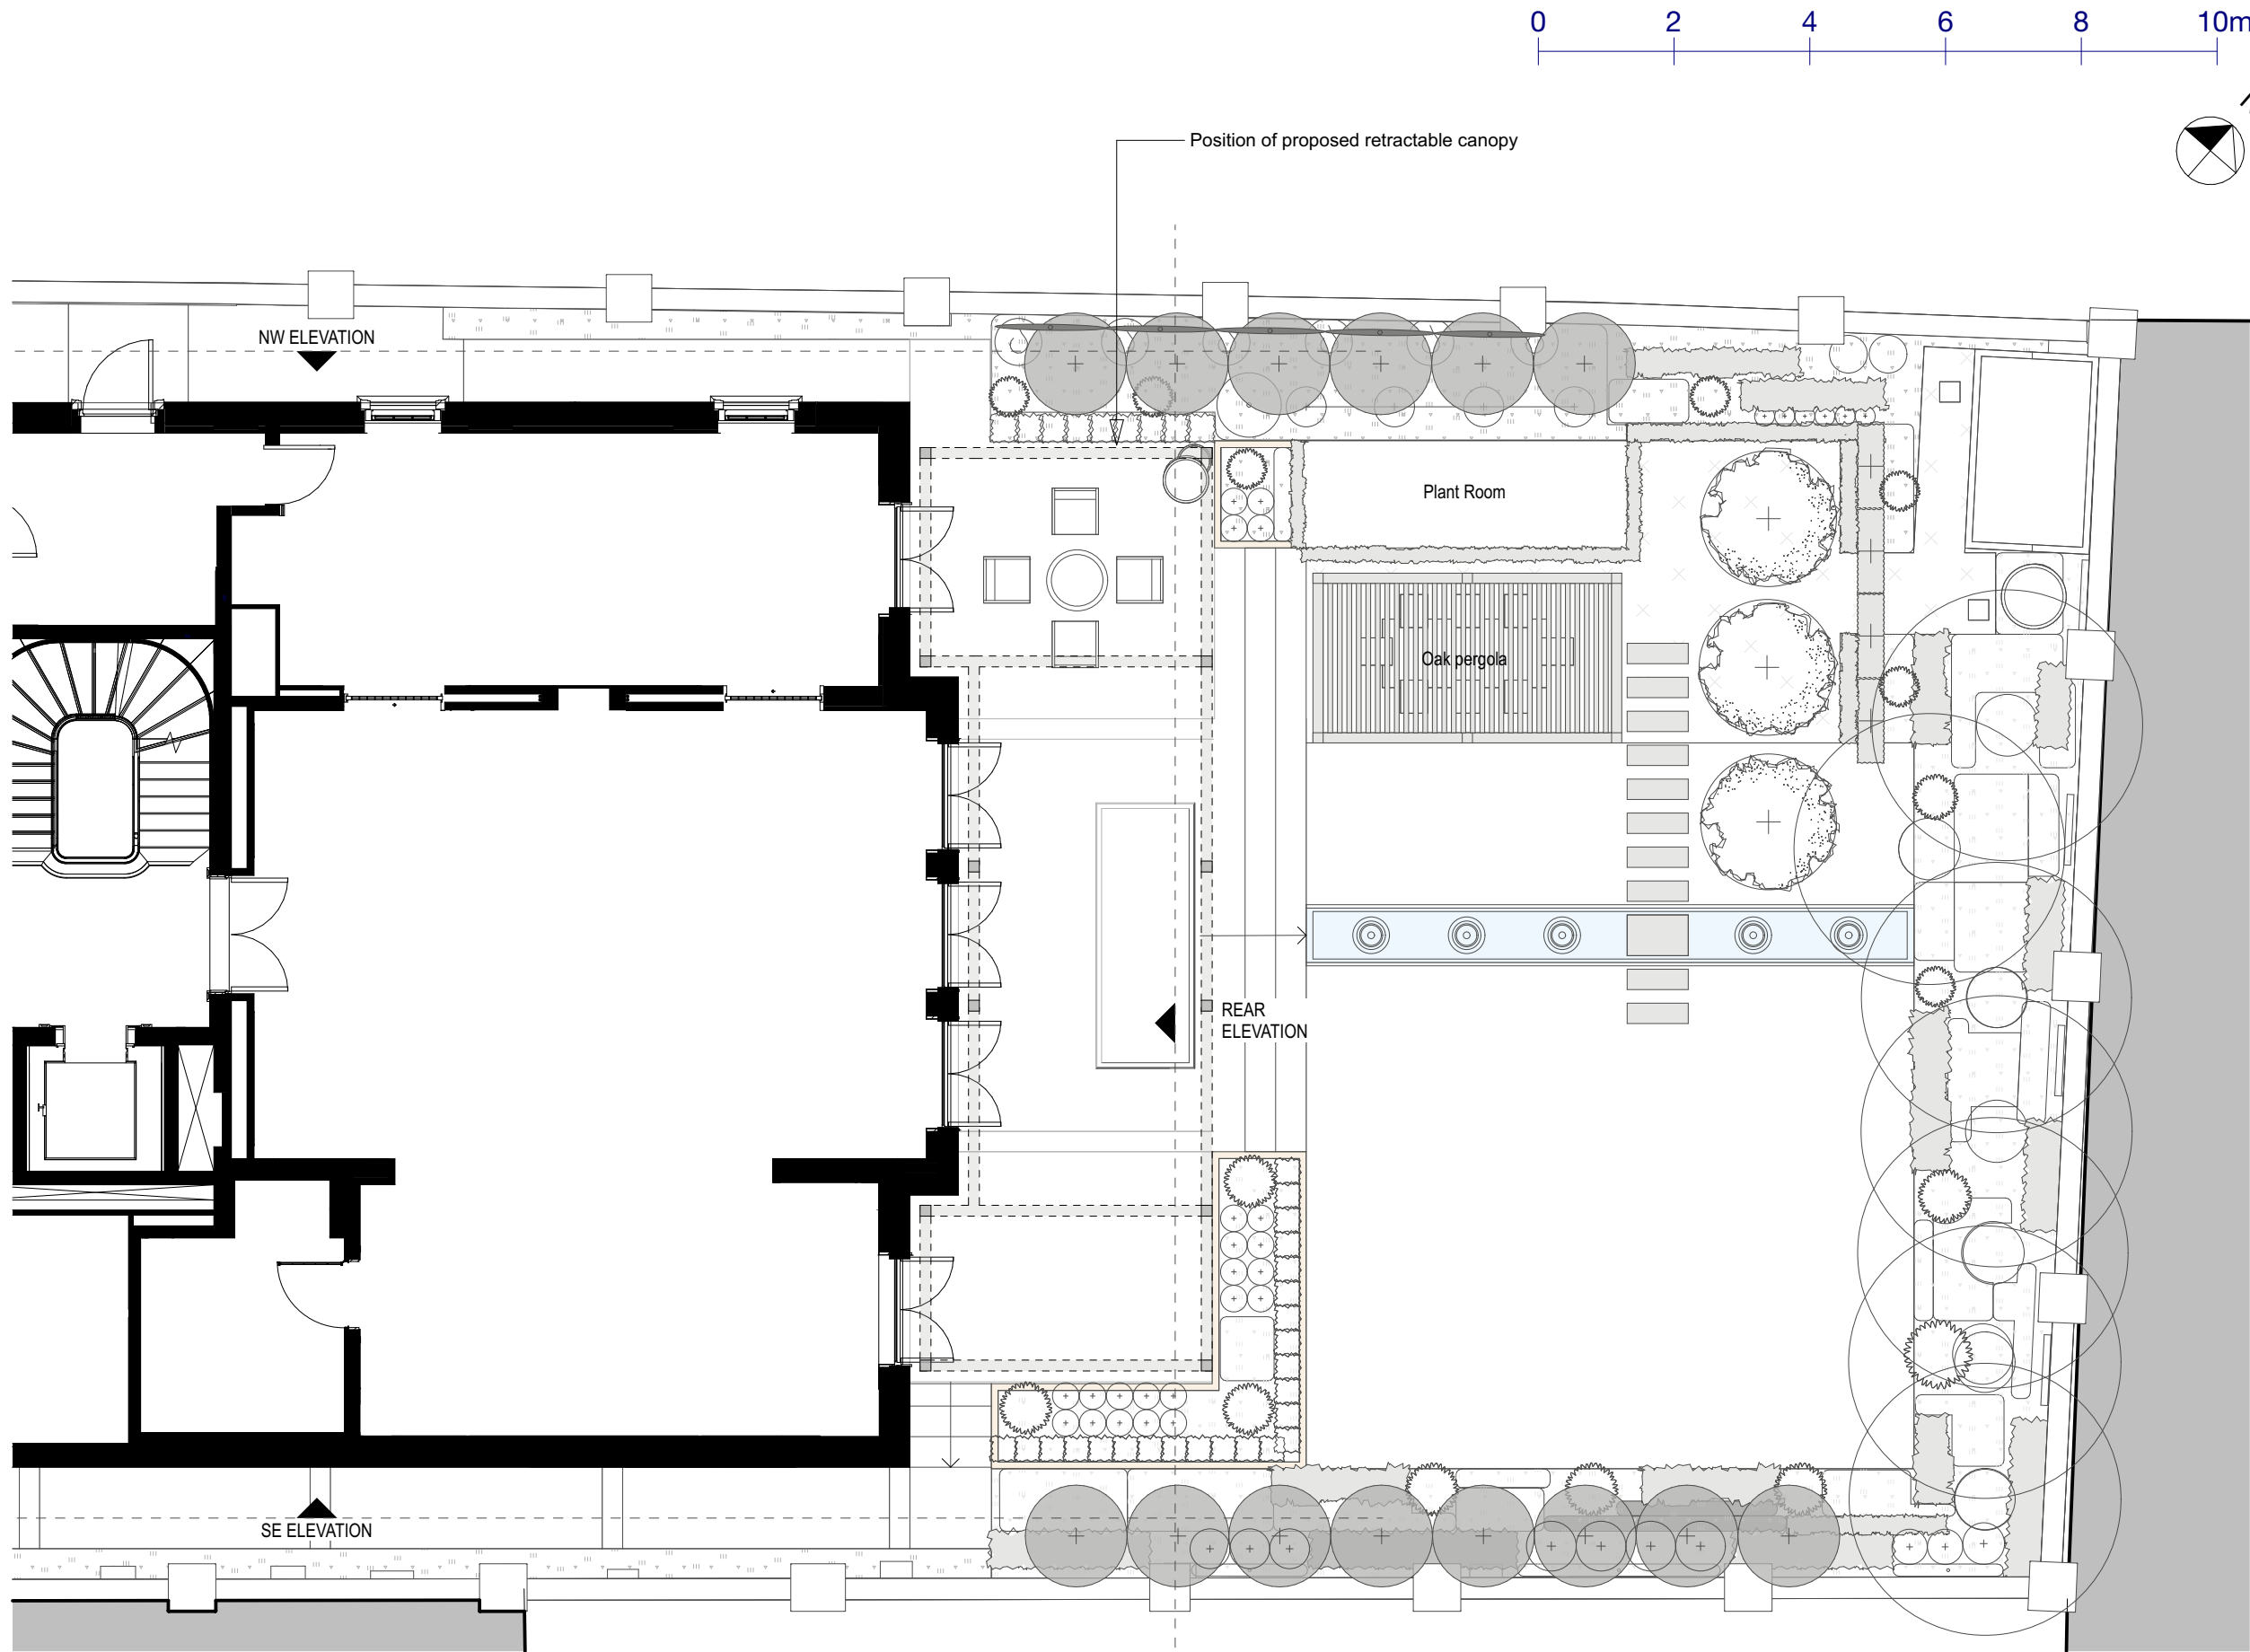 0 2 4 6 8 10m
Position of proposed retractable canopy
NW ELEVATION
Plant Room
Oak pergola
REAR
ELEVATION
SE ELEVATION